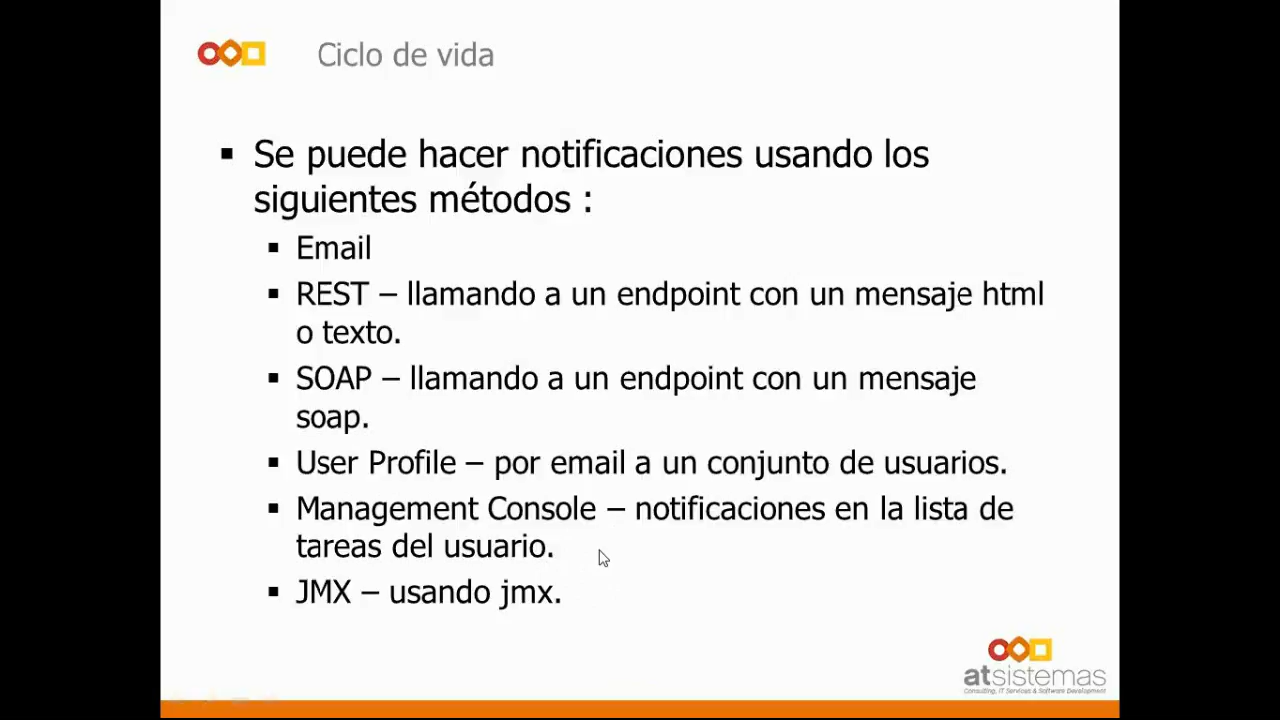 Ciclo de vida
▪ Se puede hacer notificaciones usando los
siguientes métodos :
▪ Email
▪ REST – llamando a un endpoint con un mensaje html
o texto.
▪ SOAP – llamando a un endpoint con un mensaje
soap.
▪ User Profile – por email a un conjunto de usuarios.
▪ Management Console – notificaciones en la lista de
tareas del usuario.
▪ JMX – usando jmx.
atsistemas
Consulting, IT Services & Software Development